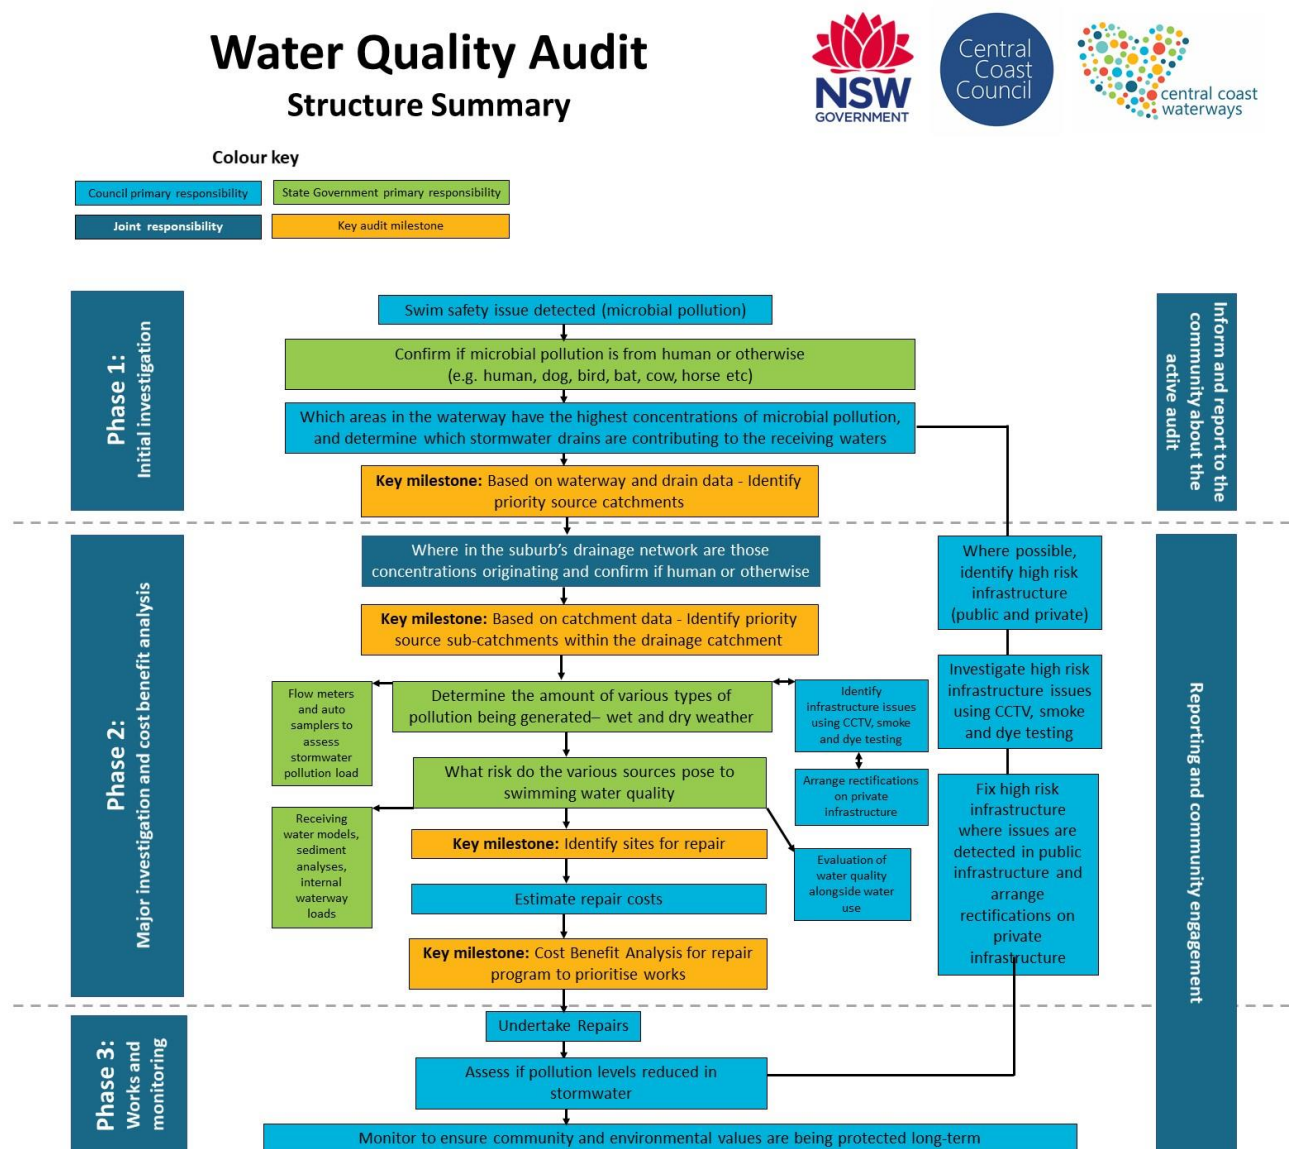 Water Quality Audit
Structure Summary
NSW
GOVERNMENT
Central
Coast
Council
central coast
waterways
Colour key
Council primary responsibility
State Government primary responsibility
Joint responsibility
Key audit milestone
Phase 1:
Initial investigation
Swim safety issue detected (microbial pollution)
Confirm if microbial pollution is from human or otherwise
(e.g. human, dog, bird, bat, cow, horse etc)
Which areas in the waterway have the highest concentrations of microbial pollution,
and determine which stormwater drains are contributing to the receiving waters
Key milestone: Based on waterway and drain data - Identify
priority source catchments
Inform and report to the
community about the
active audit
Phase 2:
Major investigation and cost benefit analysis
Where in the suburb's drainage network are those
concentrations originating and confirm if human or otherwise
Key milestone: Based on catchment data - Identify priority
source sub-catchments within the drainage catchment
Determine the amount of various types of
pollution being generated– wet and dry weather
Flow meters
and auto
samplers to
assess
stormwater
pollution load
Identify
infrastructure issues
using CCTV, smoke
and dye testing
Arrange rectifications
on private
infrastructure
What risk do the various sources pose to
swimming water quality
Receiving
water models,
sediment
analyses,
internal
waterway
loads
Evaluation of
water quality
alongside water
use
Key milestone: Identify sites for repair
Estimate repair costs
Key milestone: Cost Benefit Analysis for repair
program to prioritise works
Where possible,
identify high risk
infrastructure
(public and private)
Investigate high risk
infrastructure issues
using CCTV, smoke
and dye testing
Fix high risk
infrastructure
where issues are
detected in public
infrastructure and
arrange
rectifications on
private
infrastructure
Reporting and community engagement
Phase 3:
Works and
monitoring
Undertake Repairs
Assess if pollution levels reduced in
stormwater
Monitor to ensure community and environmental values are being protected long-term